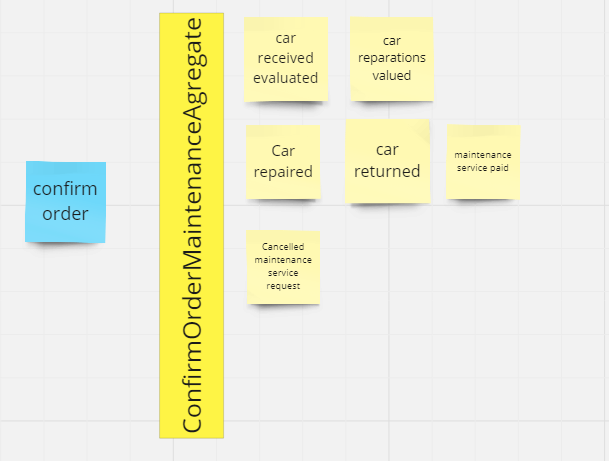 confirm
order
ConfirmOrderMaintenanceAgregate
car
received
evaluated
car
reparations
valued
Car
repaired
car
returned
maintenance
service paid
Cancelled
maintenance
service
request